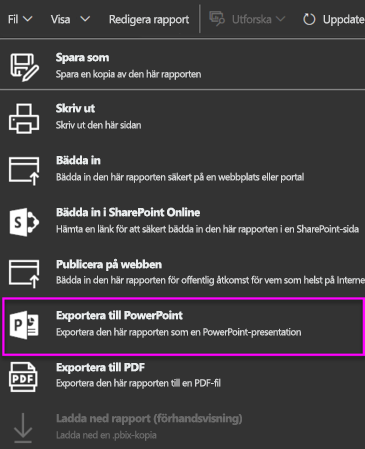 Fil Visa Redigera rapport Utforska Uppdate
Spara som
Spara en kopia av den här rapporten
Skriv ut
Skriv ut den här sidan
Bädda in
Bädda in den här rapporten säkert på en webbplats eller portal
Bädda in i SharePoint Online
Hämta en länk för att säkert bädda in den här rapporten i en SharePoint-sida
Publicera på webben
Bädda in den här rapporten för offentlig åtkomst för vem som helst på Interne
Exportera till PowerPoint
Exportera den här rapporten som en PowerPoint-presentation
Exportera till PDF
Exportera den här rapporten till en PDF-fil
Ladda ned rapport (förhandsvisning)
Ladda ned en .pbix-kopia